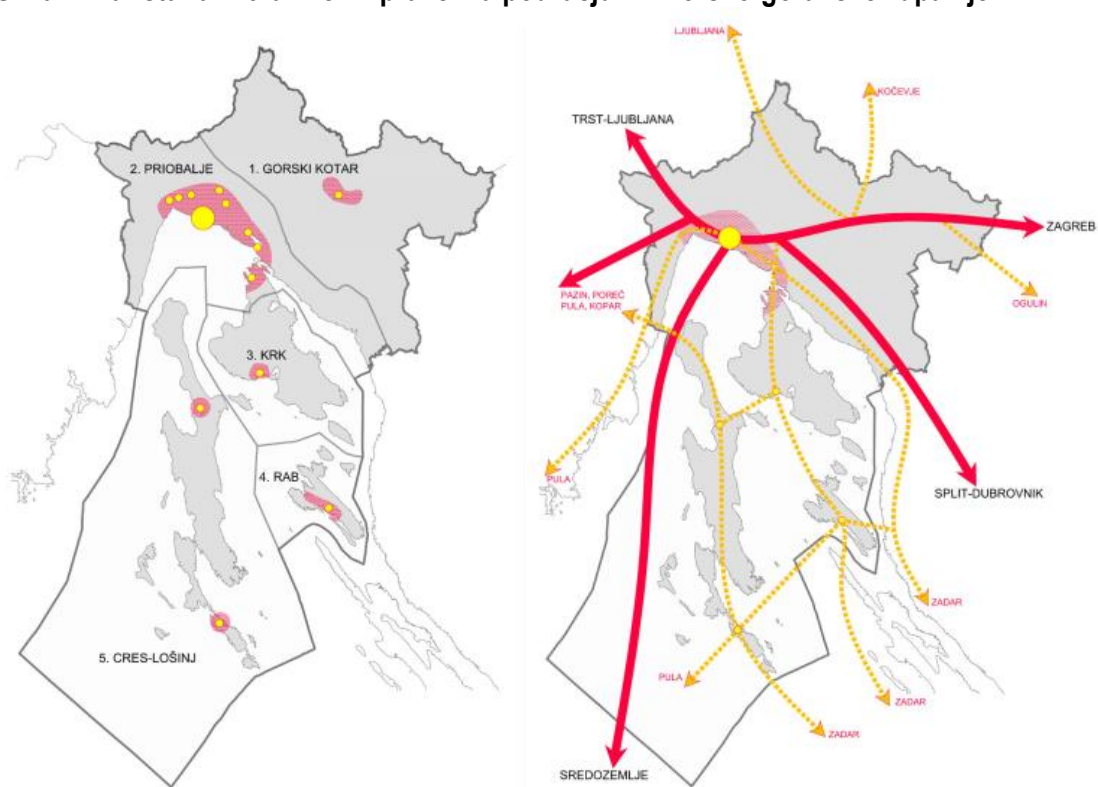 2. PRIOBALJE
1. GORSKI KOTAR
3. KRK
4. RAB
5. CRES-LOŠINJ
LJUBLJANA
KOČEVJE
TRST-LJUBLJANA
ZAGREB
PAZIN, POREČ
PULA, KOPAR
OGULIN
PULA
SPLIT-DUBROVNIK
ZADAR
PULA
ZADAR
ZADAR
SREDOZEMLJE